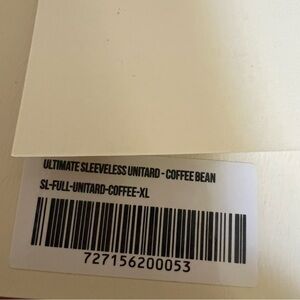 ULTIMATE SLEEVELESS UNITARD - COFFEE BEAN
SL-FULL-UNITARD-COFFEE-XL
727156200053